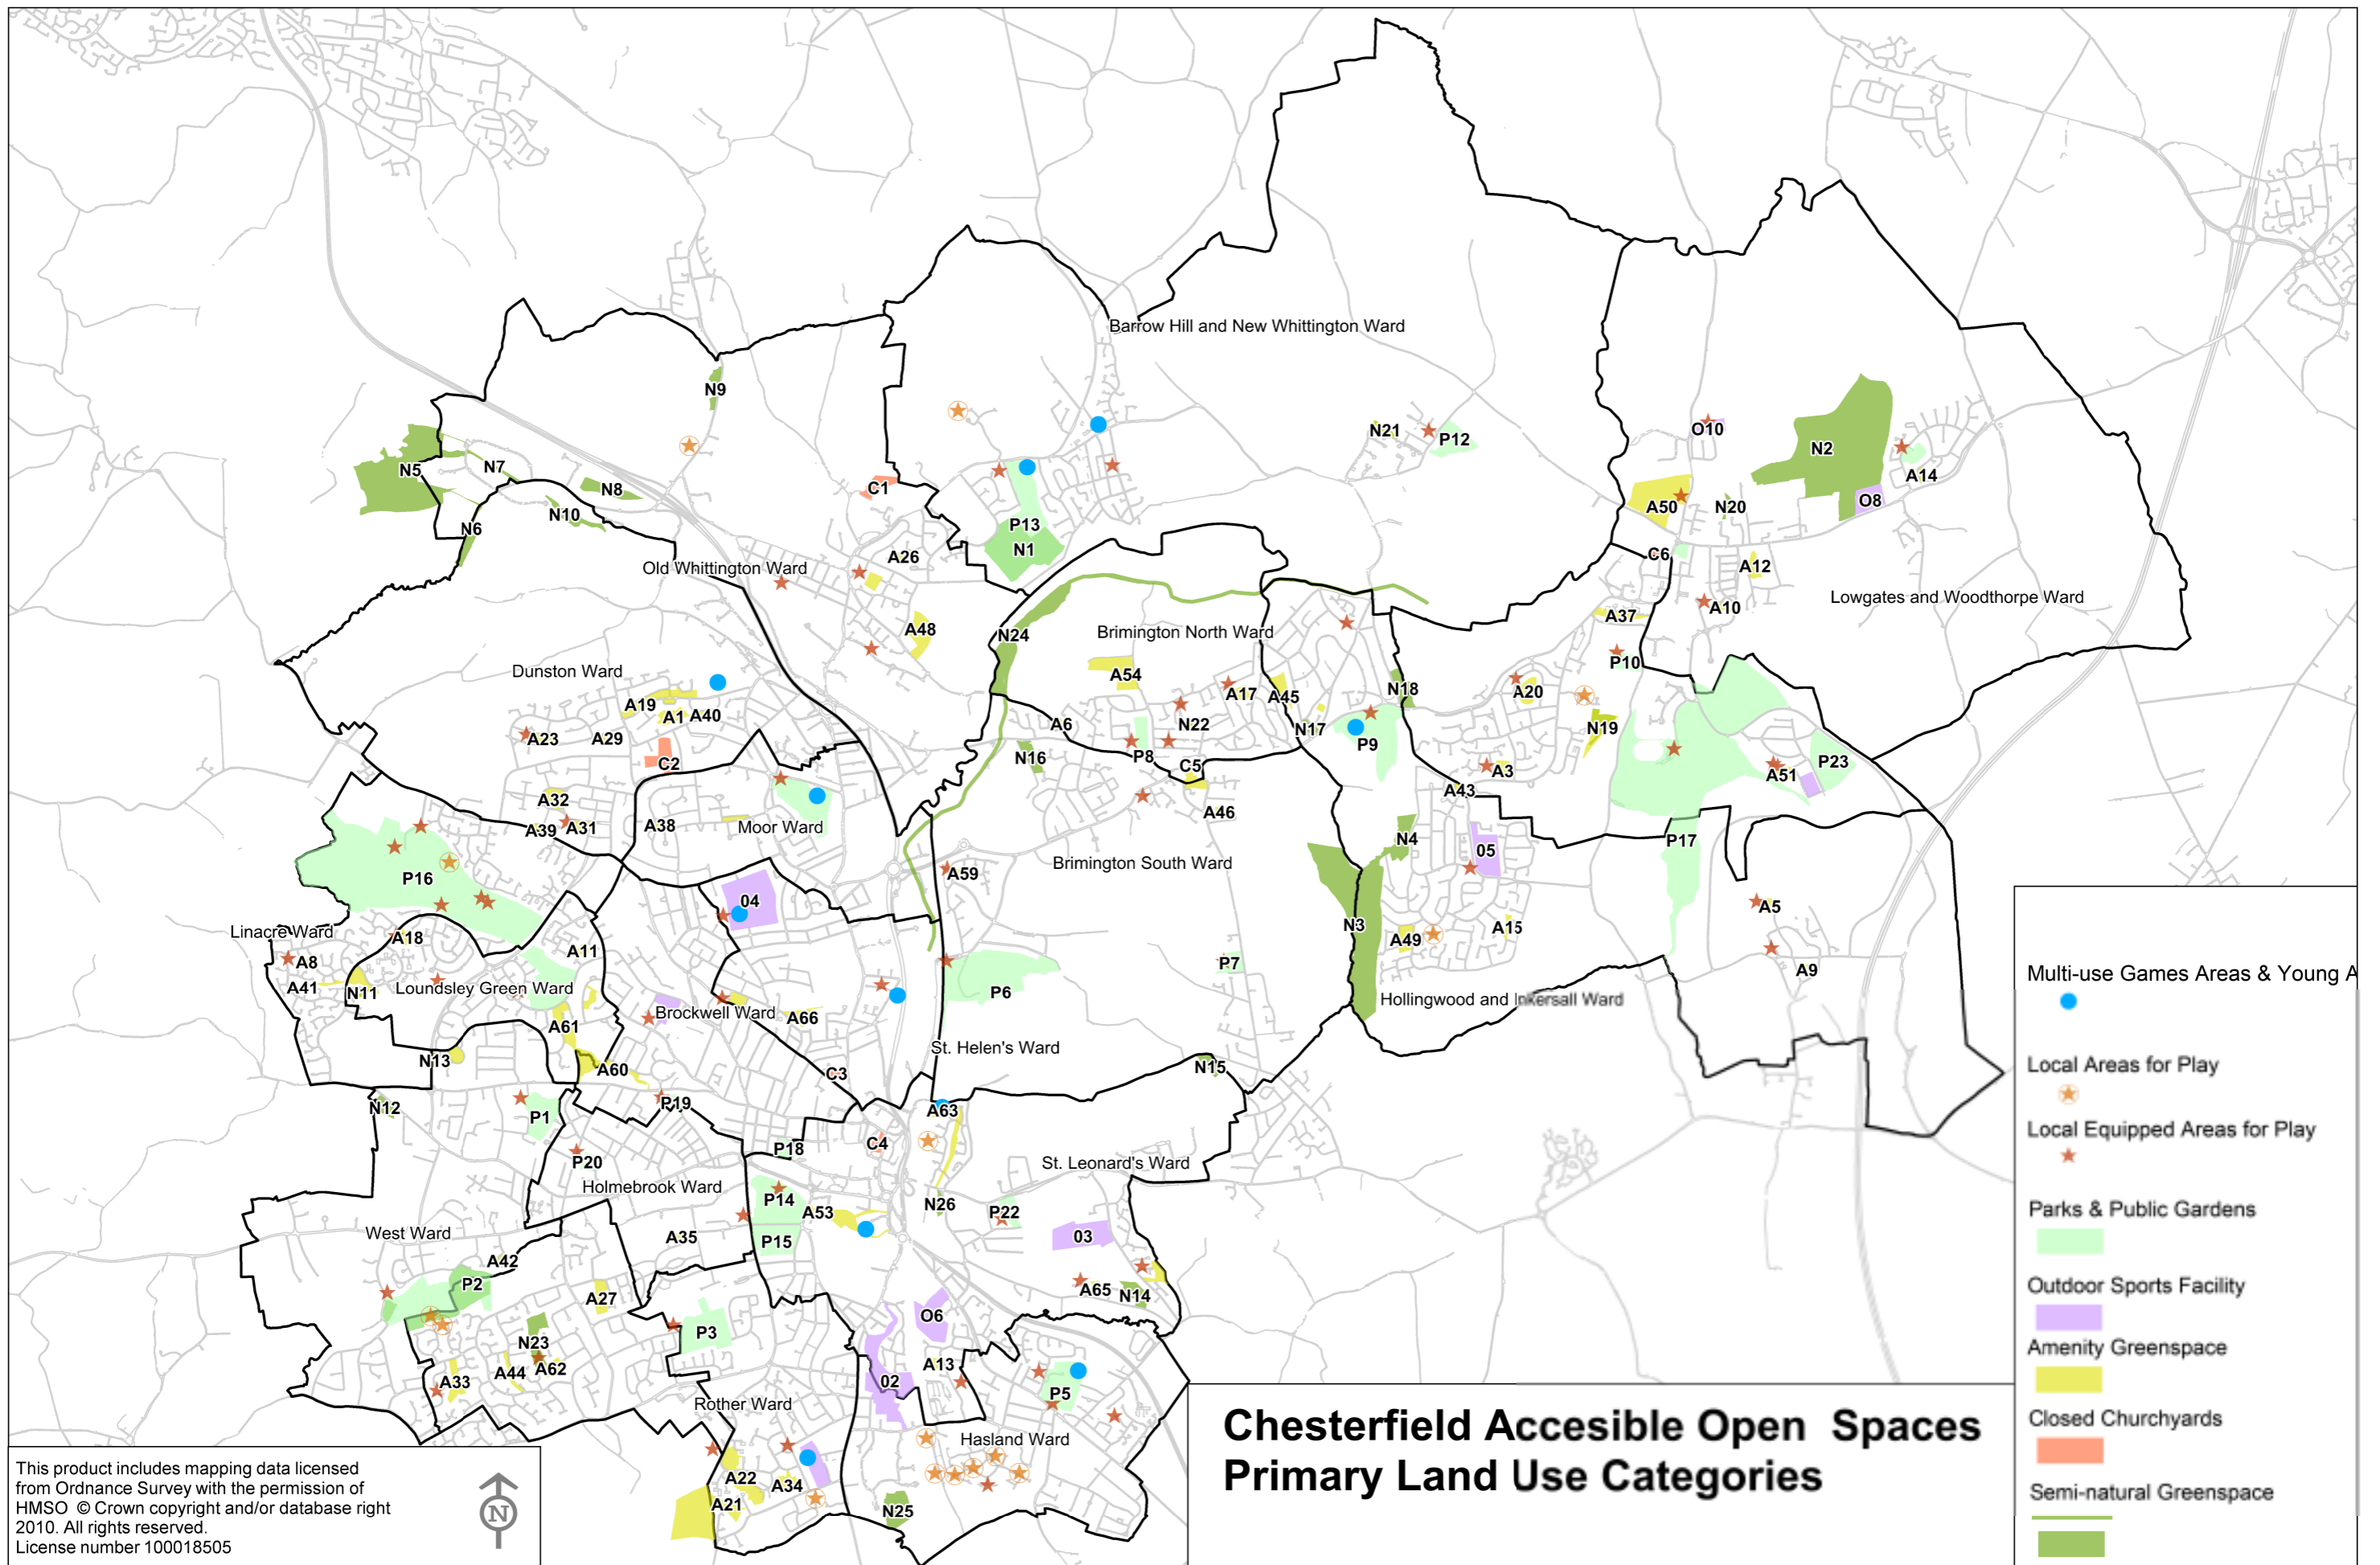 Barrow Hill and New Whittington Ward
N9
N5
N7
N8
N6
N10
C1
N21
P12
O10
N2
A14
A50
N20
O8
P13
N1
A26
Old Whittington Ward
C6
A12
A10
Lowgates and Woodthorpe Ward
A37
A48
N24
Brimington North Ward
P10
Dunston Ward
A54
A17
A45
N18
A20
A19
A1
A40
A6
N22
N17
N19
A23
A29
P8
P9
C2
N16
C5
A3
A51
P23
A32
A43
A46
A39
A31
A38
Moor Ward
N4
05
P17
P16
Brimington South Ward
A59
04
A5
Linacre Ward
A18
N3
A49
A15
A8
A11
P7
A9
A41
N11
Loundsley Green Ward
P6
Hollingwood and Inkersall Ward
Brockwell Ward
A66
A61
N13
A60
St. Helen's Ward
C3
N15
N12
P1
P19
A63
P18
C4
P20
St. Leonard's Ward
Holmebrook Ward
P14
A53
N26
P22
West Ward
A35
P15
03
A42
P2
A27
A65
N14
P3
O6
N23
A62
A13
A33
A44
02
P5
Rother Ward
Hasland Ward
A22
A34
A21
N25
Multi-use Games Areas & Young A
Local Areas for Play
Local Equipped Areas for Play
Parks & Public Gardens
Outdoor Sports Facility
Amenity Greenspace
Closed Churchyards
Semi-natural Greenspace
Chesterfield Accesible Open Spaces
Primary Land Use Categories
This product includes mapping data licensed
from Ordnance Survey with the permission of
HMSO © Crown copyright and/or database right
2010. All rights reserved.
License number 100018505
N